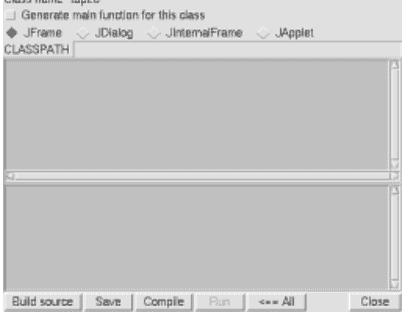 Generate main function for this class
JFrame JDialog JInternalFrame JApplet
CLASSPATH
Build source Save Compile Run <== All Close